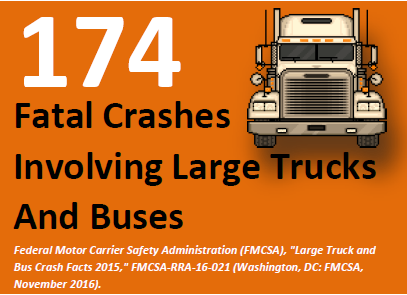 174
Fatal Crashes
Involving Large Trucks
And Buses
Federal Motor Carrier Safety Administration (FMCSA), "Large Truck and
Bus Crash Facts 2015," FMCSA-RRA-16-021 (Washington, DC: FMCSA,
November 2016).